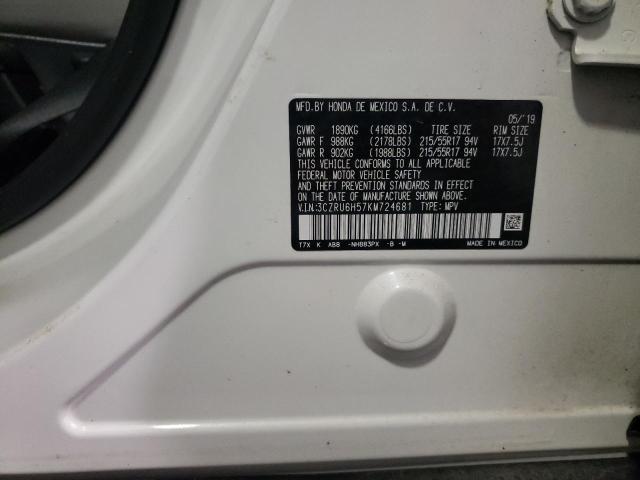 MFD.BY HONDA DE MEXICO S.A. DE C.V.
05/'19
GVWR 1890KG (4166LBS) TIRE SIZE RIM SIZE
GAWR F 988KG (2178LBS) 215/55R17 94V 17X7.5J
GAWR R 902KG (1988LBS) 215/55R17 94V 17X7.5J
THIS VEHICLE CONFORMS TO ALL APPLICABLE
FEDERAL MOTOR VEHICLE SAFETY
AND THEFT PREVENTION STANDARDS IN EFFECT
ON THE DATE OF MANUFACTURE SHOWN ABOVE.
V.I.N:3CZRU6H57KM724681 TYPE: MPV
T7X K AB8 -NH883PX -B -M MADE IN MEXICO